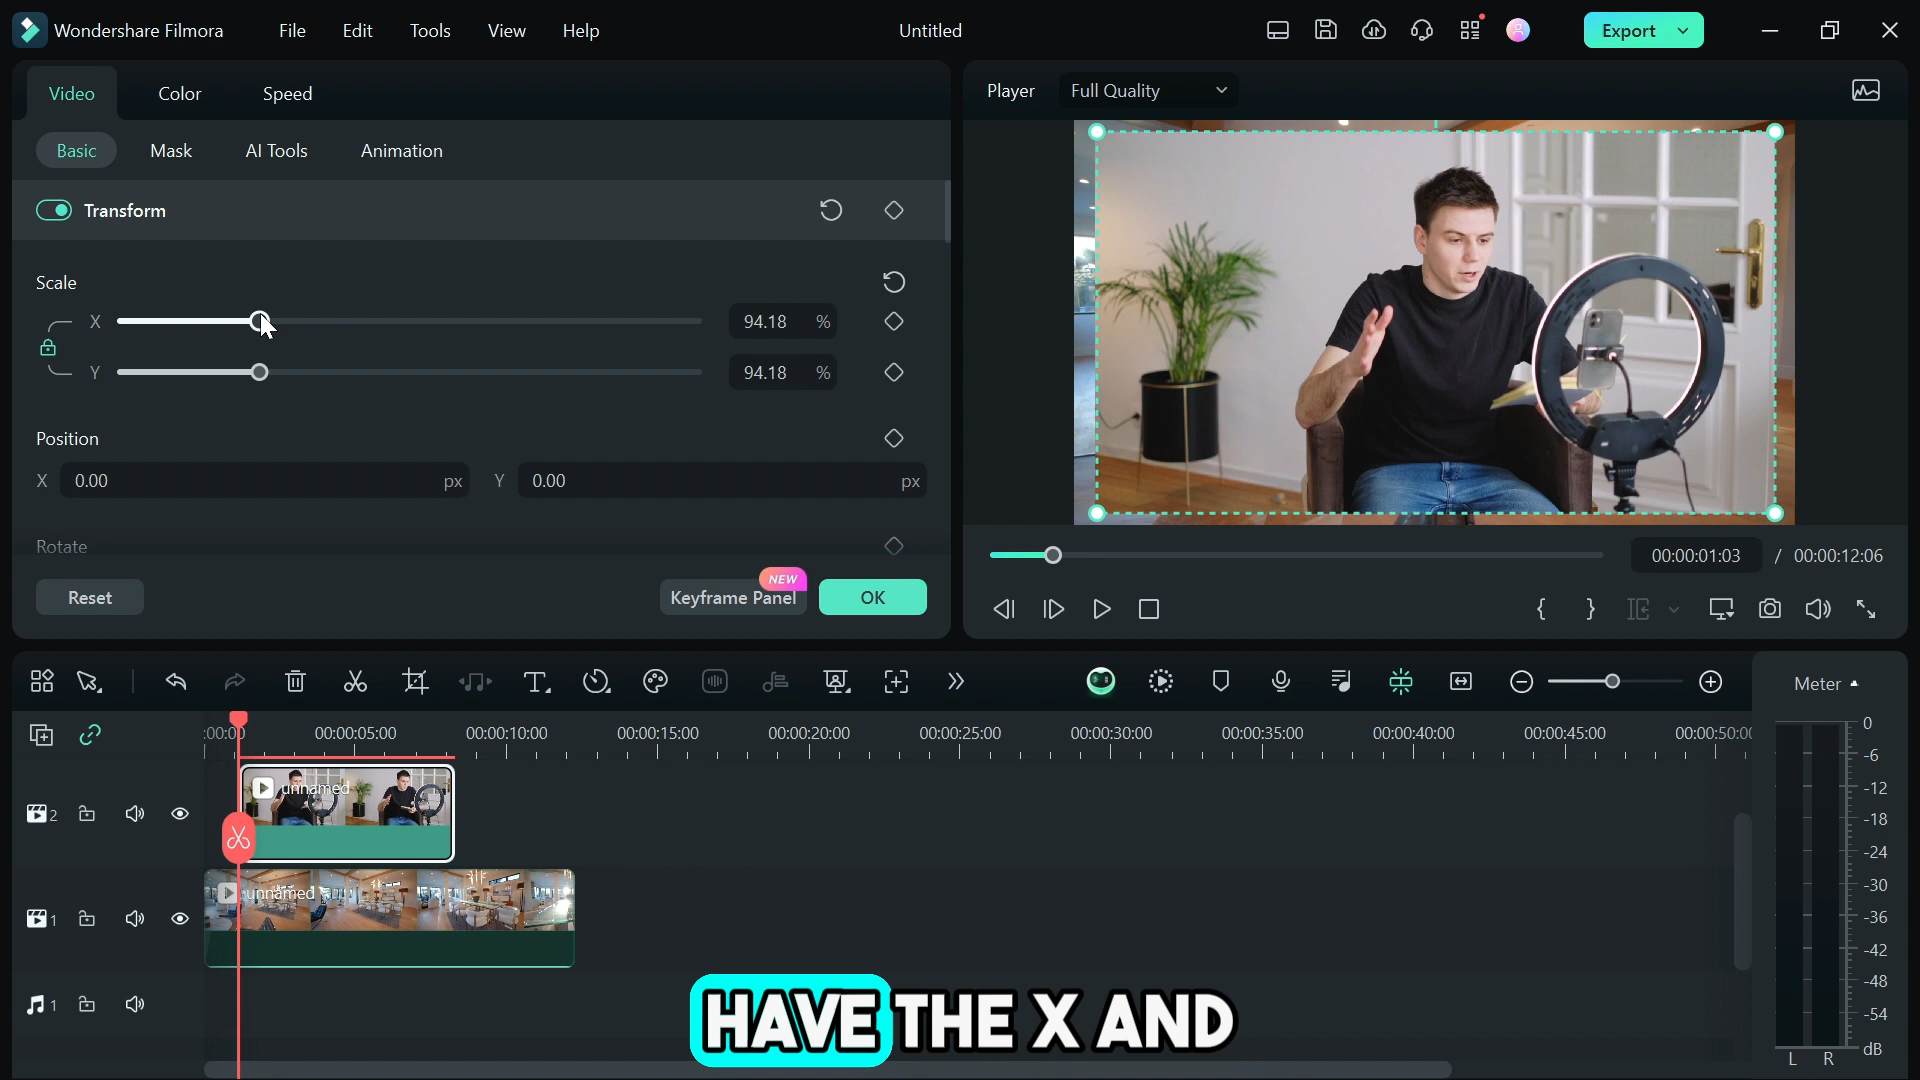 Wondershare Filmora File Edit Tools View Help Untitled Export
Video Color Speed
Player Full Quality
Basic Mask AI Tools Animation
Transform
Scale
X 94.18 %
Y 94.18 %
Position
X 0.00 px Y 0.00 px
Rotate
00:00:01:03 / 00:00:12:06
NEW
Reset Keyframe Panel OK
Meter
:00:00 00:00:05:00 00:00:10:00 00:00:15:00 00:00:20:00 00:00:25:00 00:00:30:00 00:00:35:00 00:00:40:00 00:00:45:00 00:00:50:00
0
-6
-12
-18
-24
-30
-36
-42
-48
-54
dB
L R
unnamed
2
unnamed
1
1
HAVE THE X AND